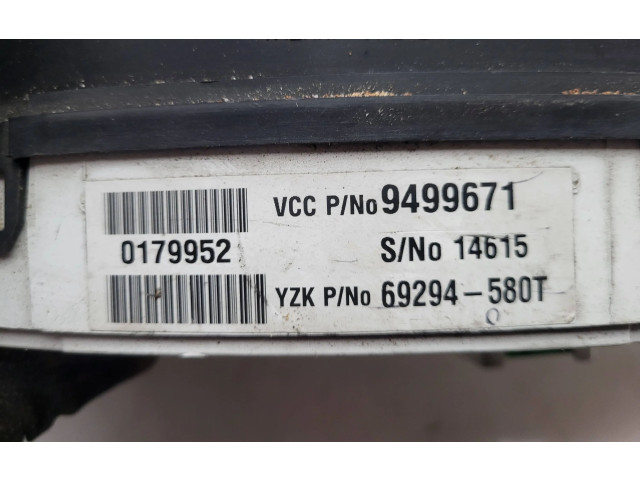 VCC P/No 9499671
0179952 S/No 14615
YZK P/No 69294-580T
O